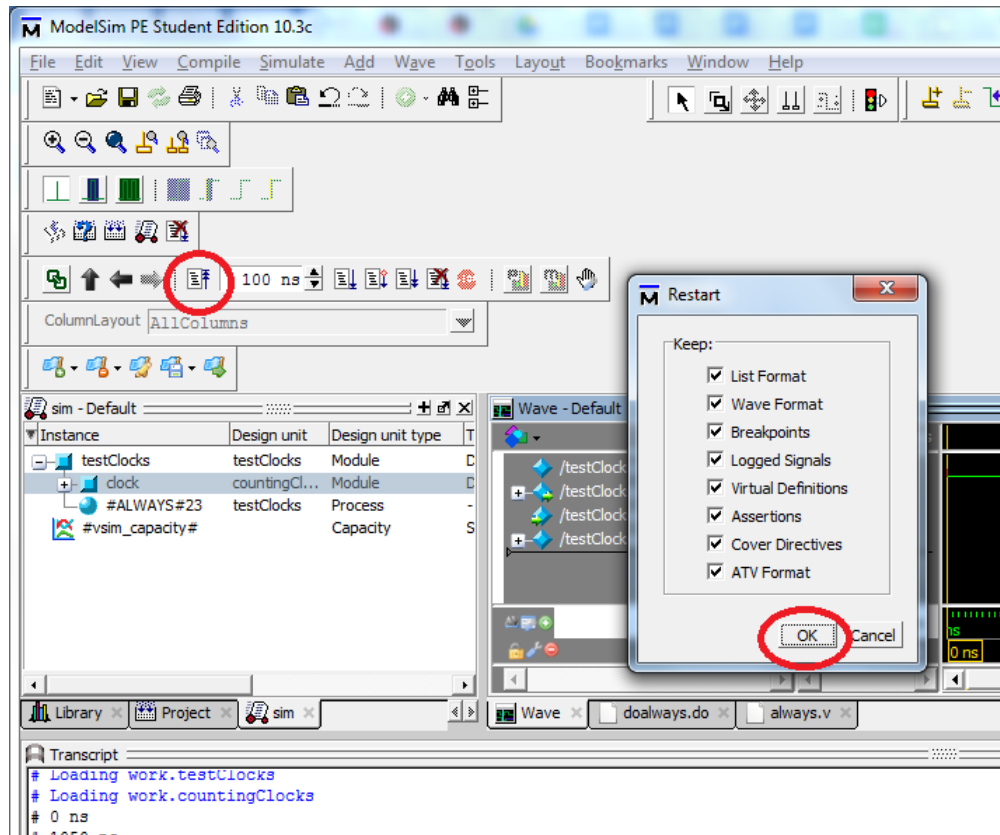 ModelSim PE Student Edition 10.3c
File Edit View Compile Simulate Add Wave Tools Layout Bookmarks Window Help
100 ns
ColumnLayout AllColumns
Restart
Keep:
List Format
Wave Format
Breakpoints
Logged Signals
Virtual Definitions
Assertions
Cover Directives
ATV Format
OK Cancel
sim - Default
Instance Design unit Design unit type T
testClocks testClocks Module D
clock countingCl... Module D
#ALWAYS#23 testClocks Process -
#vsim_capacity# Capacity S
Wave - Default
/testClock
/testClock
/testClock
/testClock
ns
0 ns
Library Project sim
Wave doalways.do always.v
Transcript
# Loading work.testClocks
# Loading work.countingClocks
# 0 ns